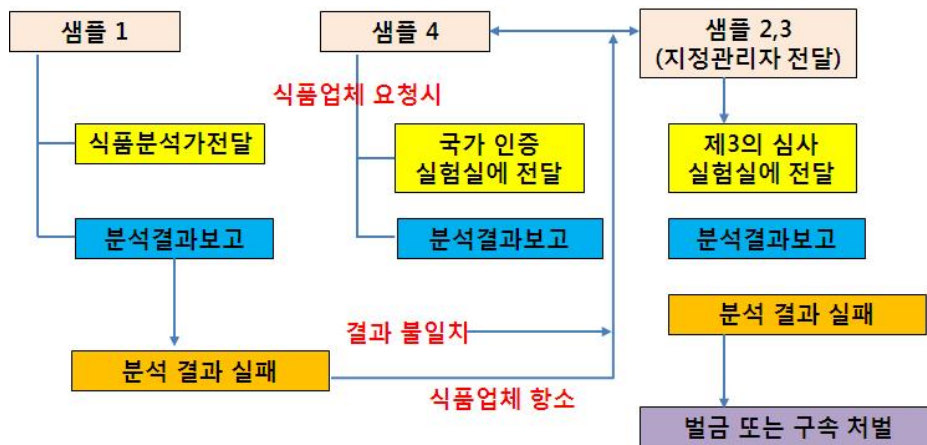 샘플 1
샘플 4
샘플 2,3
(지정관리자 전달)
식품업체 요청시
식품분석가전달
국가 인증
실험실에 전달
제3의 심사
실험실에 전달
분석결과보고
분석결과보고
분석결과보고
결과 불일치
분석 결과 실패
분석 결과 실패
식품업체 항소
벌금 또는 구속 처벌